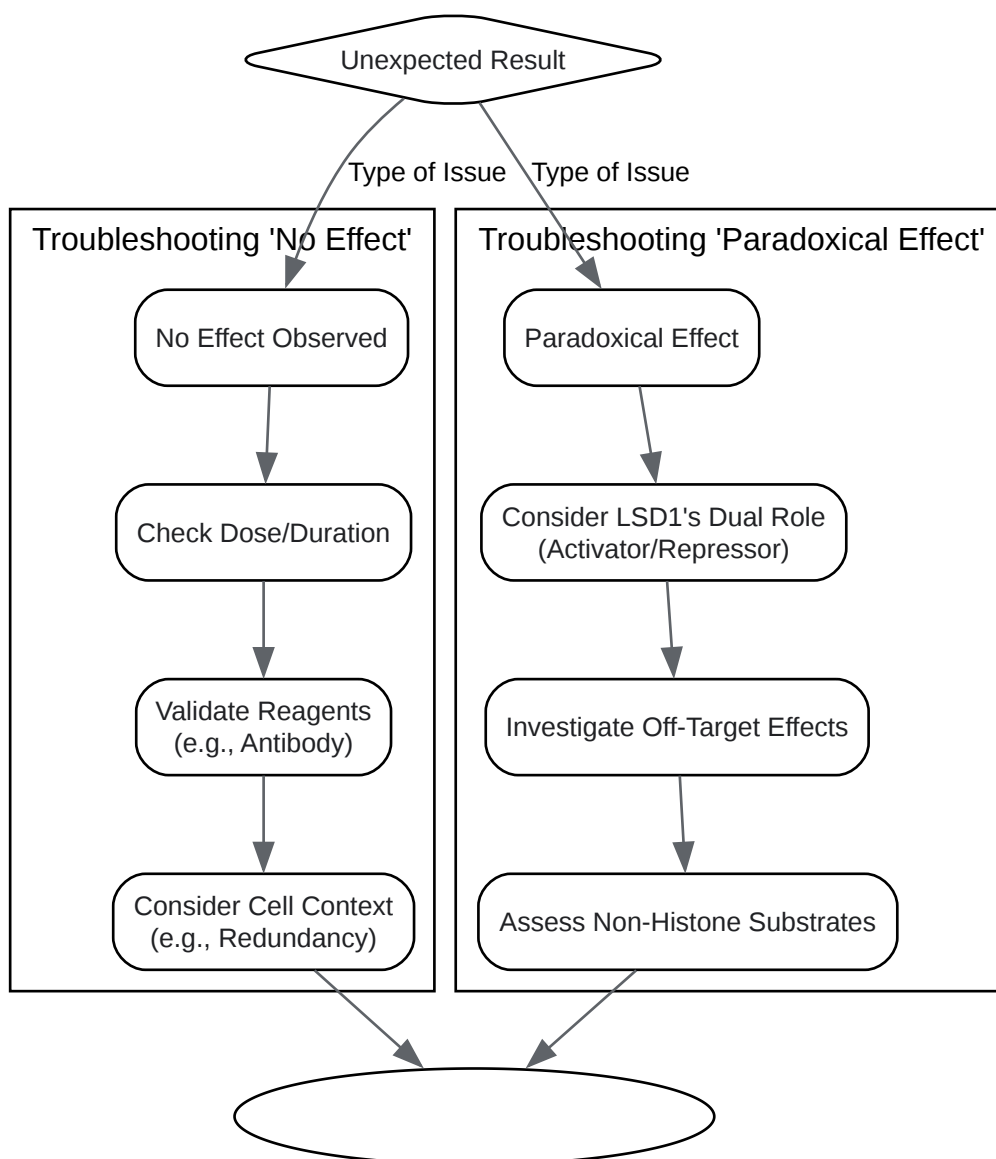 Unexpected Result
Type of Issue
Type of Issue
Troubleshooting 'No Effect'
No Effect Observed
Check Dose/Duration
Validate Reagents
(e.g., Antibody)
Consider Cell Context
(e.g., Redundancy)
Troubleshooting 'Paradoxical Effect'
Paradoxical Effect
Consider LSD1's Dual Role
(Activator/Repressor)
Investigate Off-Target Effects
Assess Non-Histone Substrates